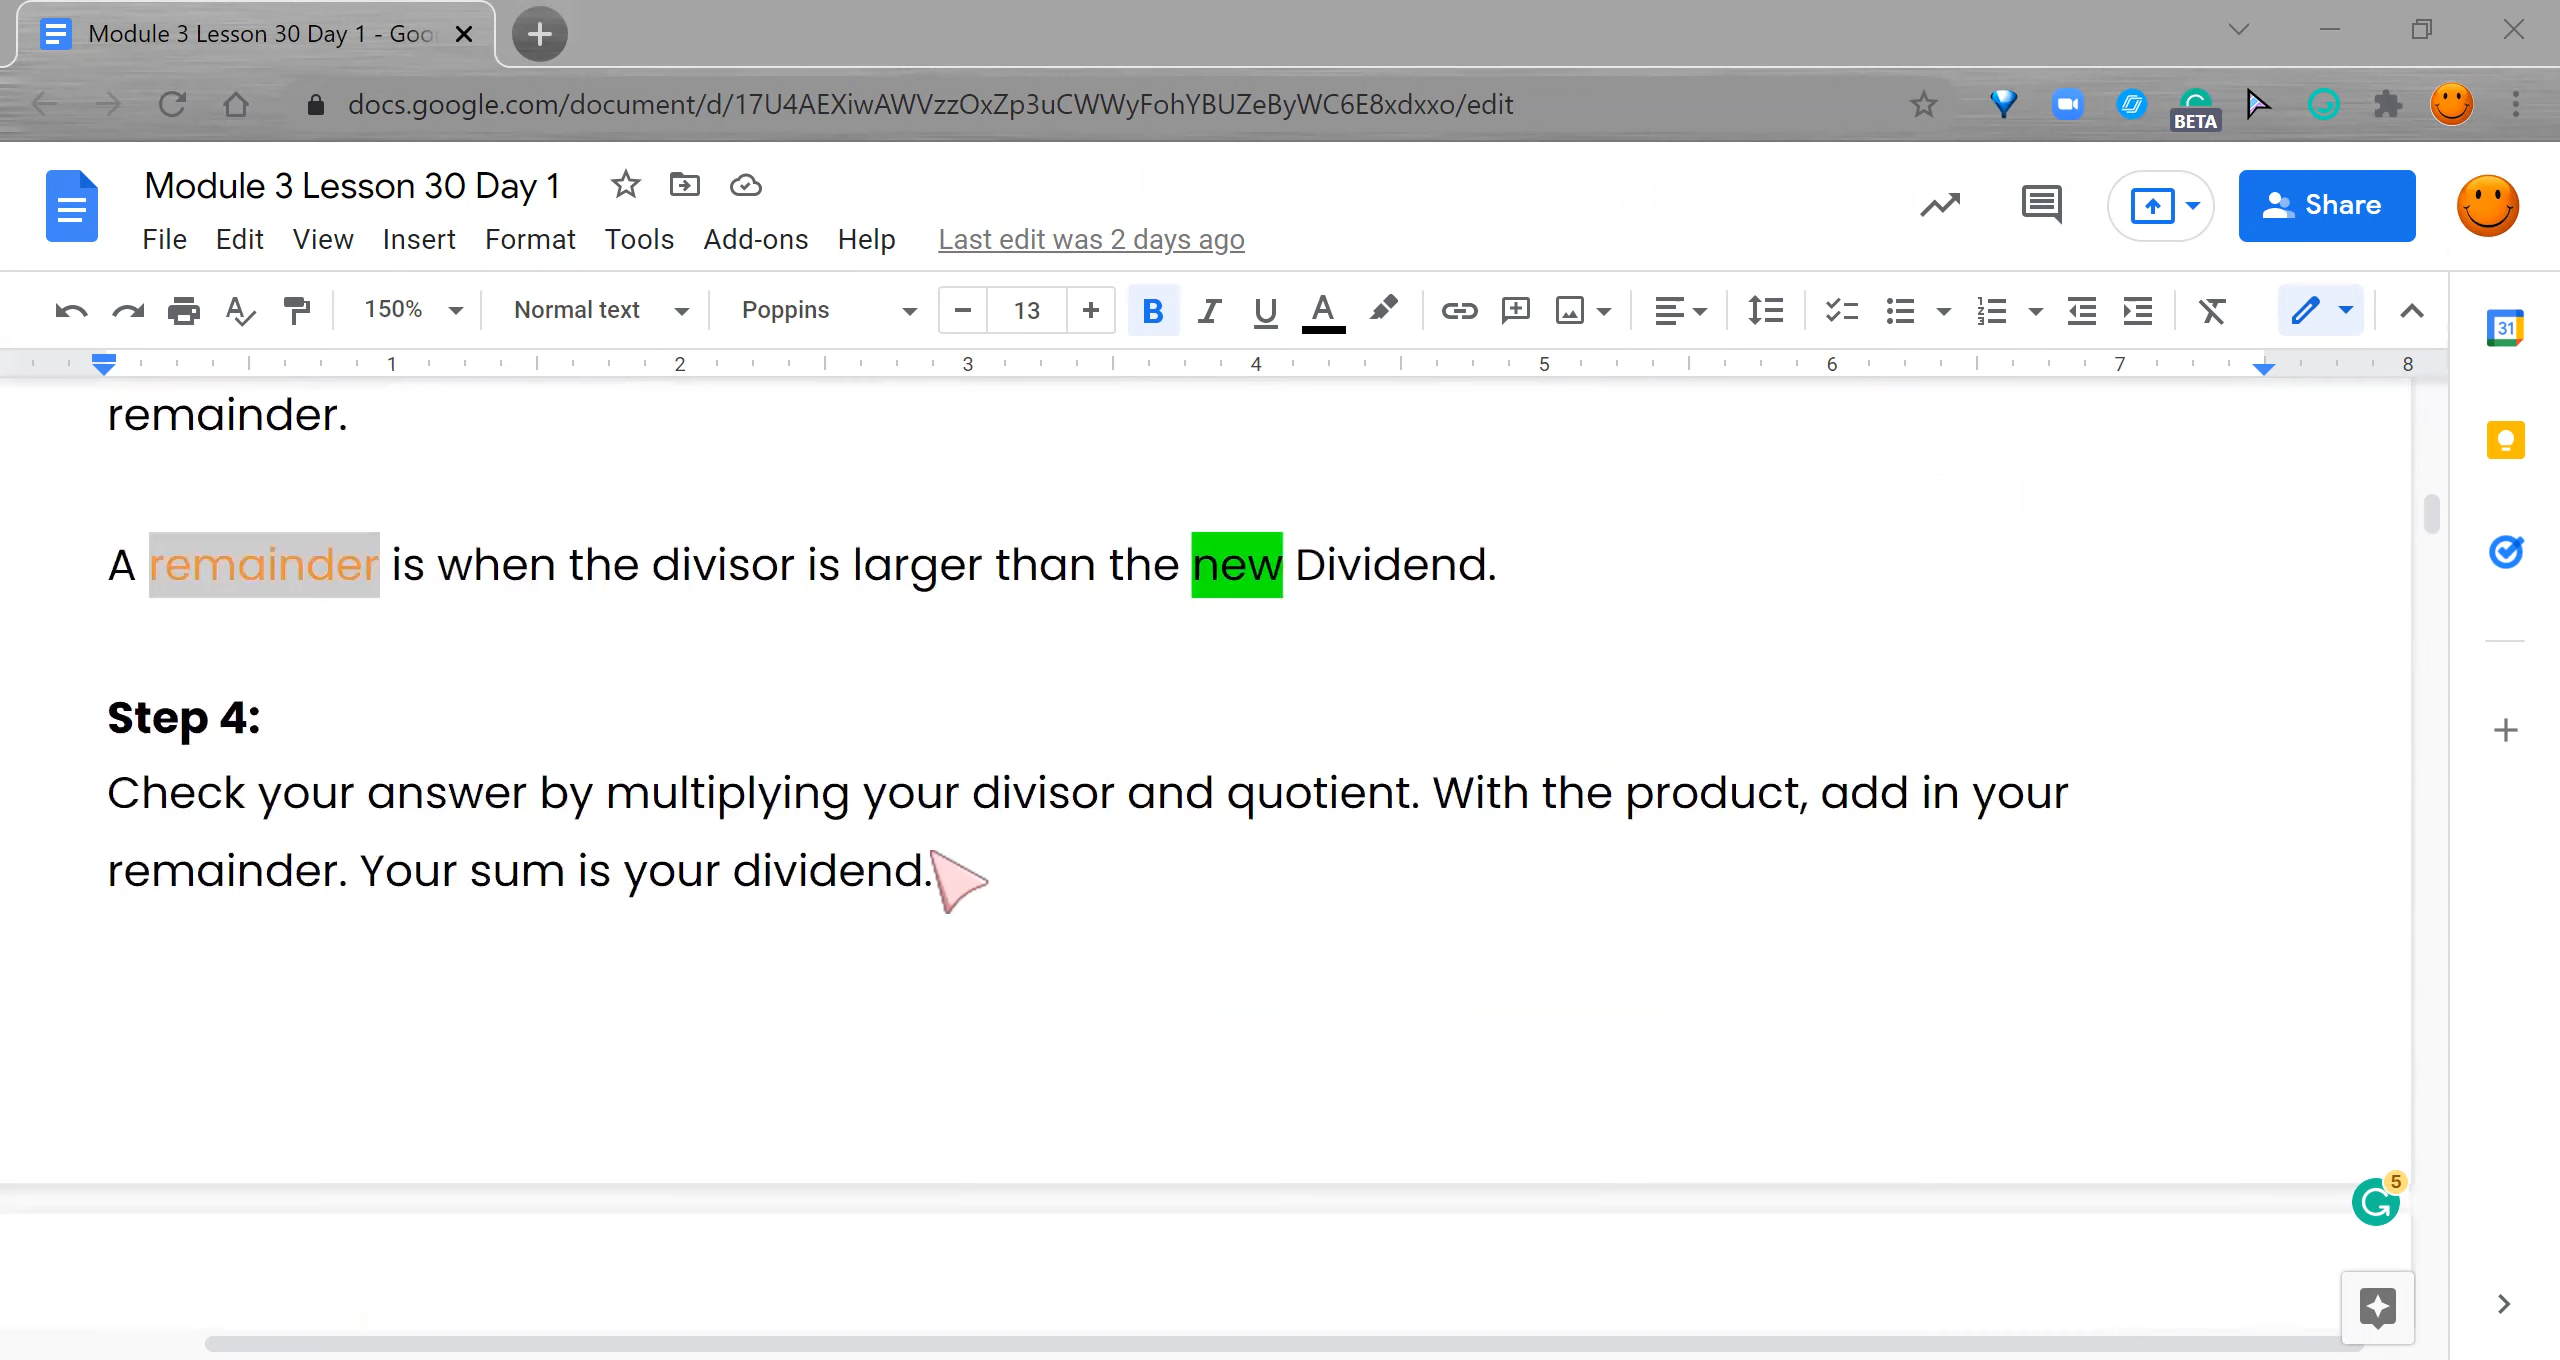 Module 3 Lesson 30 Day 1 - Goo
docs.google.com/document/d/17U4AEXiwAWVzzOxZp3uCWWyFohYBUZeByWC6E8xdxxo/edit
BETA
Module 3 Lesson 30 Day 1
Share
File Edit View Insert Format Tools Add-ons Help Last edit was 2 days ago
150% Normal text Poppins 13 B I U A
31
1 2 3 4 5 6 7 8
remainder.
A remainder is when the divisor is larger than the new Dividend.
Step 4:
Check your answer by multiplying your divisor and quotient. With the product, add in your
remainder. Your sum is your dividend.
5